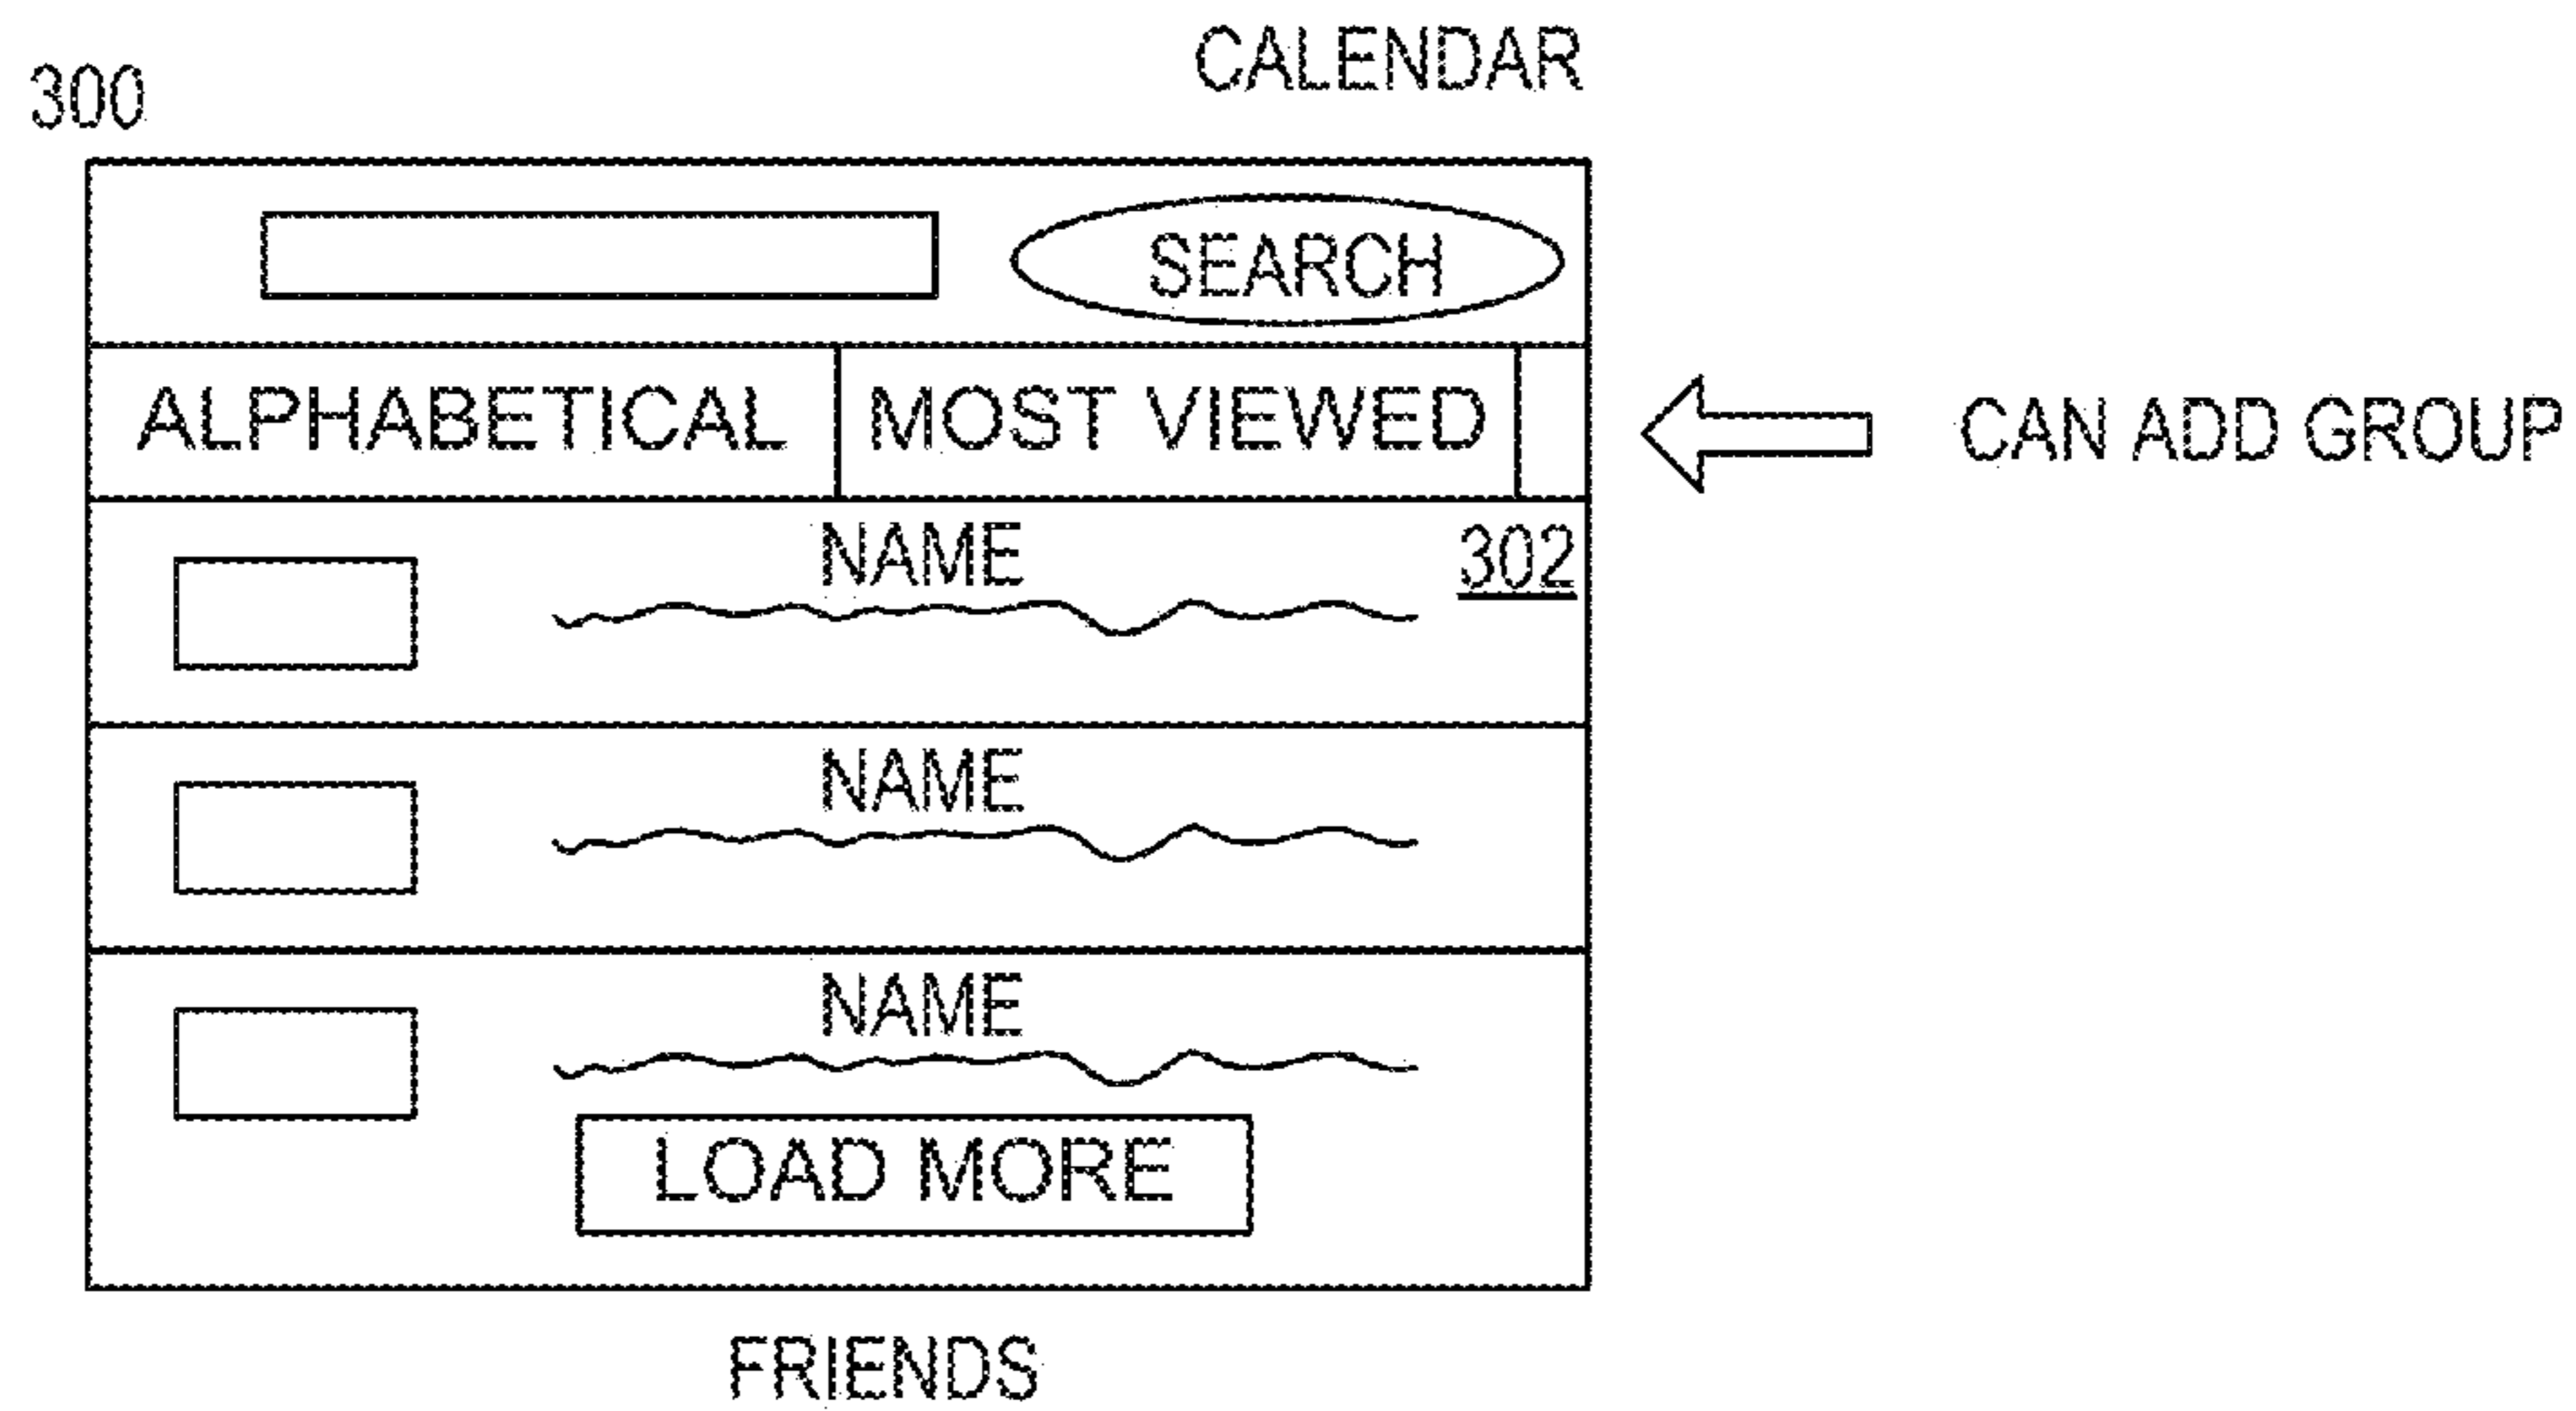 CALENDAR
300
SEARCH
ALPHABETICAL MOST VIEWED
CAN ADD GROUP
NAME
302
NAME
NAME
LOAD MORE
FRIENDS